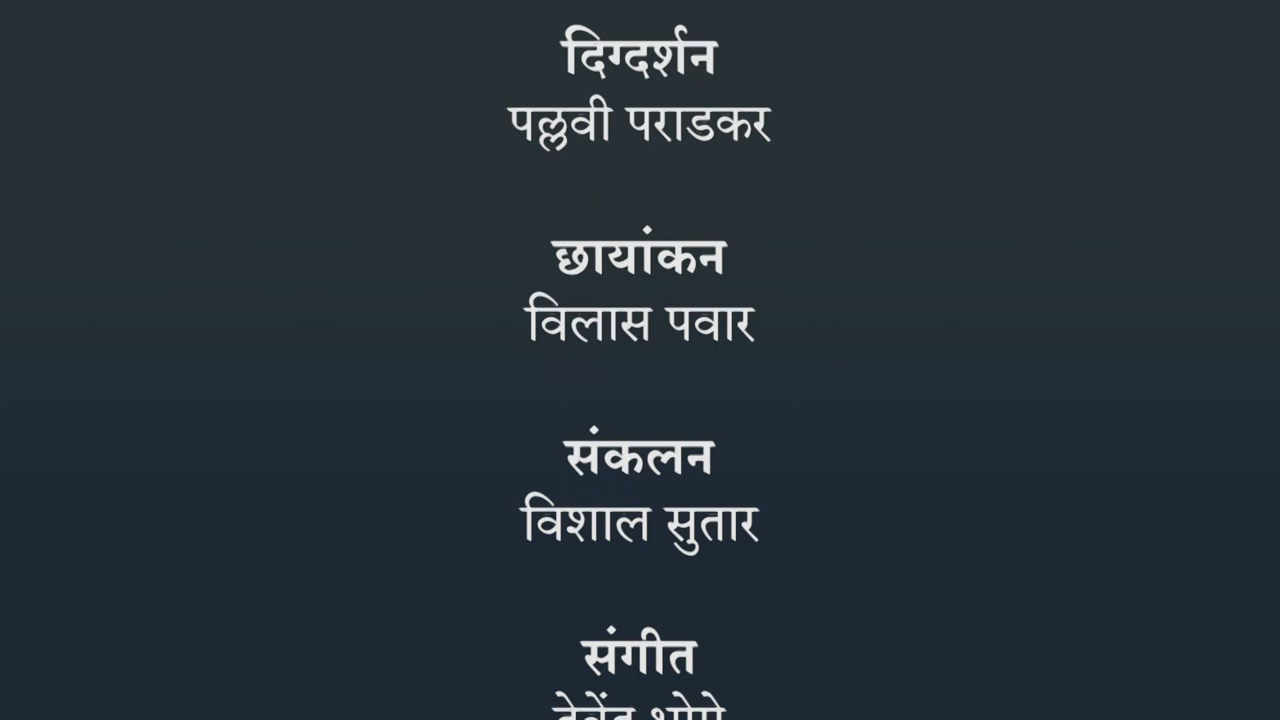 दिग्दर्शन
पल्लवी पराडकर
छायांकन
विलास पवार
संकलन
विशाल सुतार
संगीत